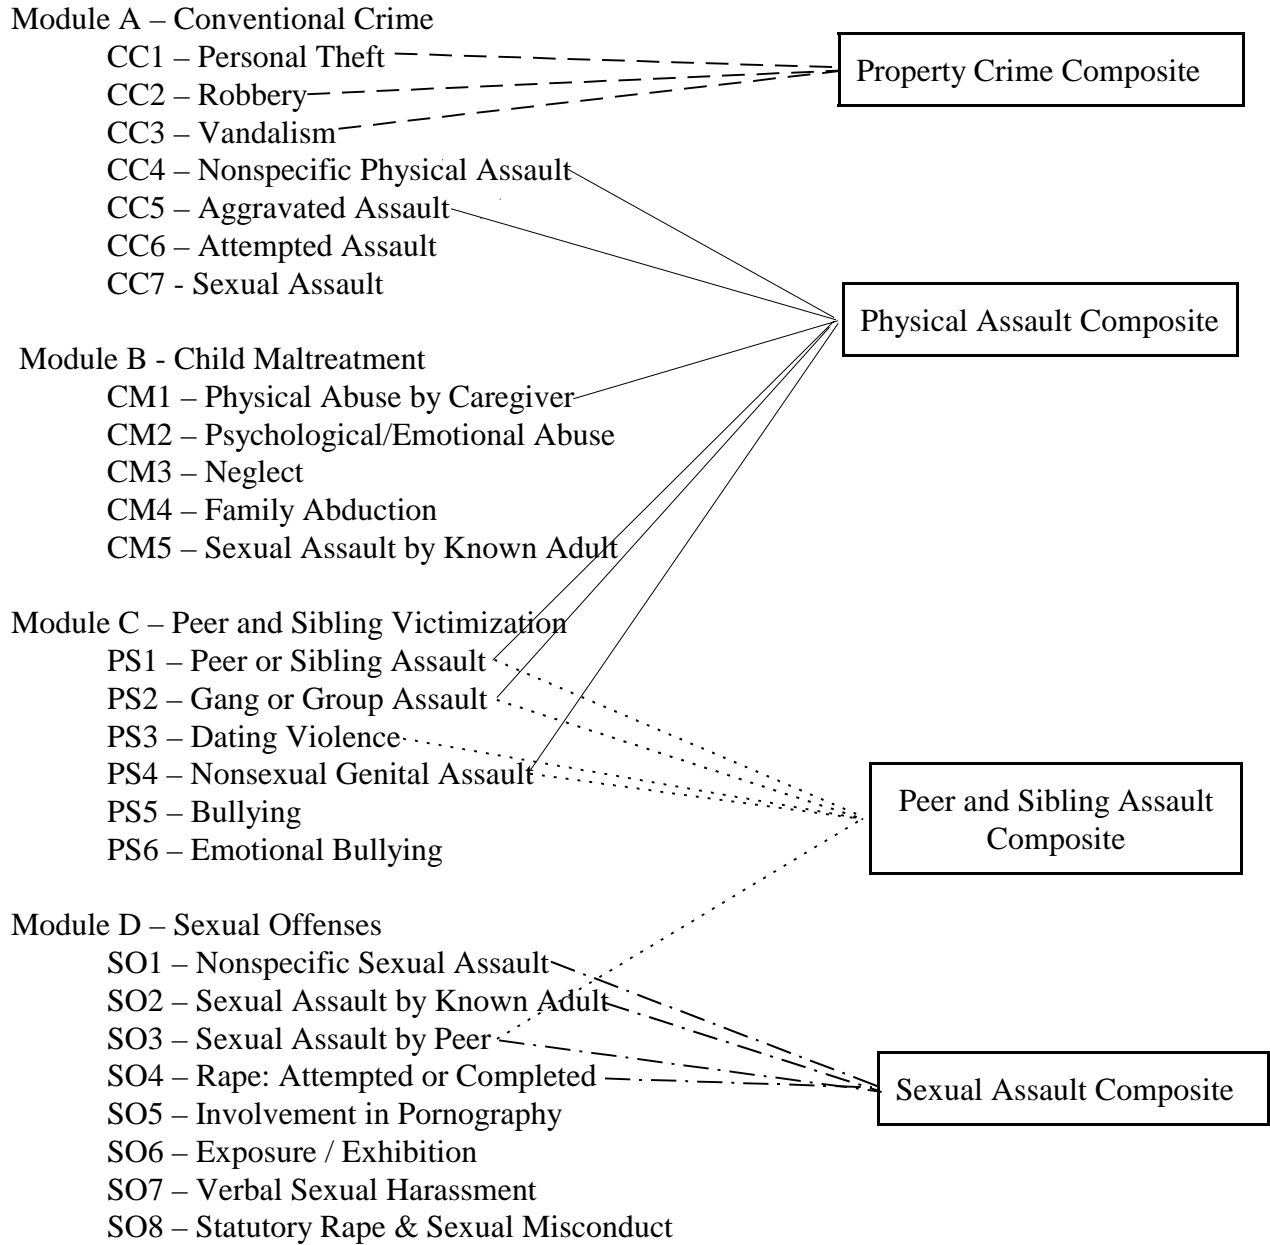 Module A – Conventional Crime
CC1 – Personal Theft
CC2 – Robbery
CC3 – Vandalism
CC4 – Nonspecific Physical Assault
CC5 – Aggravated Assault
CC6 – Attempted Assault
CC7 - Sexual Assault
Module B - Child Maltreatment
CM1 – Physical Abuse by Caregiver
CM2 – Psychological/Emotional Abuse
CM3 – Neglect
CM4 – Family Abduction
CM5 – Sexual Assault by Known Adult
Module C – Peer and Sibling Victimization
PS1 – Peer or Sibling Assault
PS2 – Gang or Group Assault
PS3 – Dating Violence
PS4 – Nonsexual Genital Assault
PS5 – Bullying
PS6 – Emotional Bullying
Module D – Sexual Offenses
SO1 – Nonspecific Sexual Assault
SO2 – Sexual Assault by Known Adult
SO3 – Sexual Assault by Peer
SO4 – Rape: Attempted or Completed
SO5 – Involvement in Pornography
SO6 – Exposure / Exhibition
SO7 – Verbal Sexual Harassment
SO8 – Statutory Rape & Sexual Misconduct
Property Crime Composite
Physical Assault Composite
Peer and Sibling Assault
Composite
Sexual Assault Composite